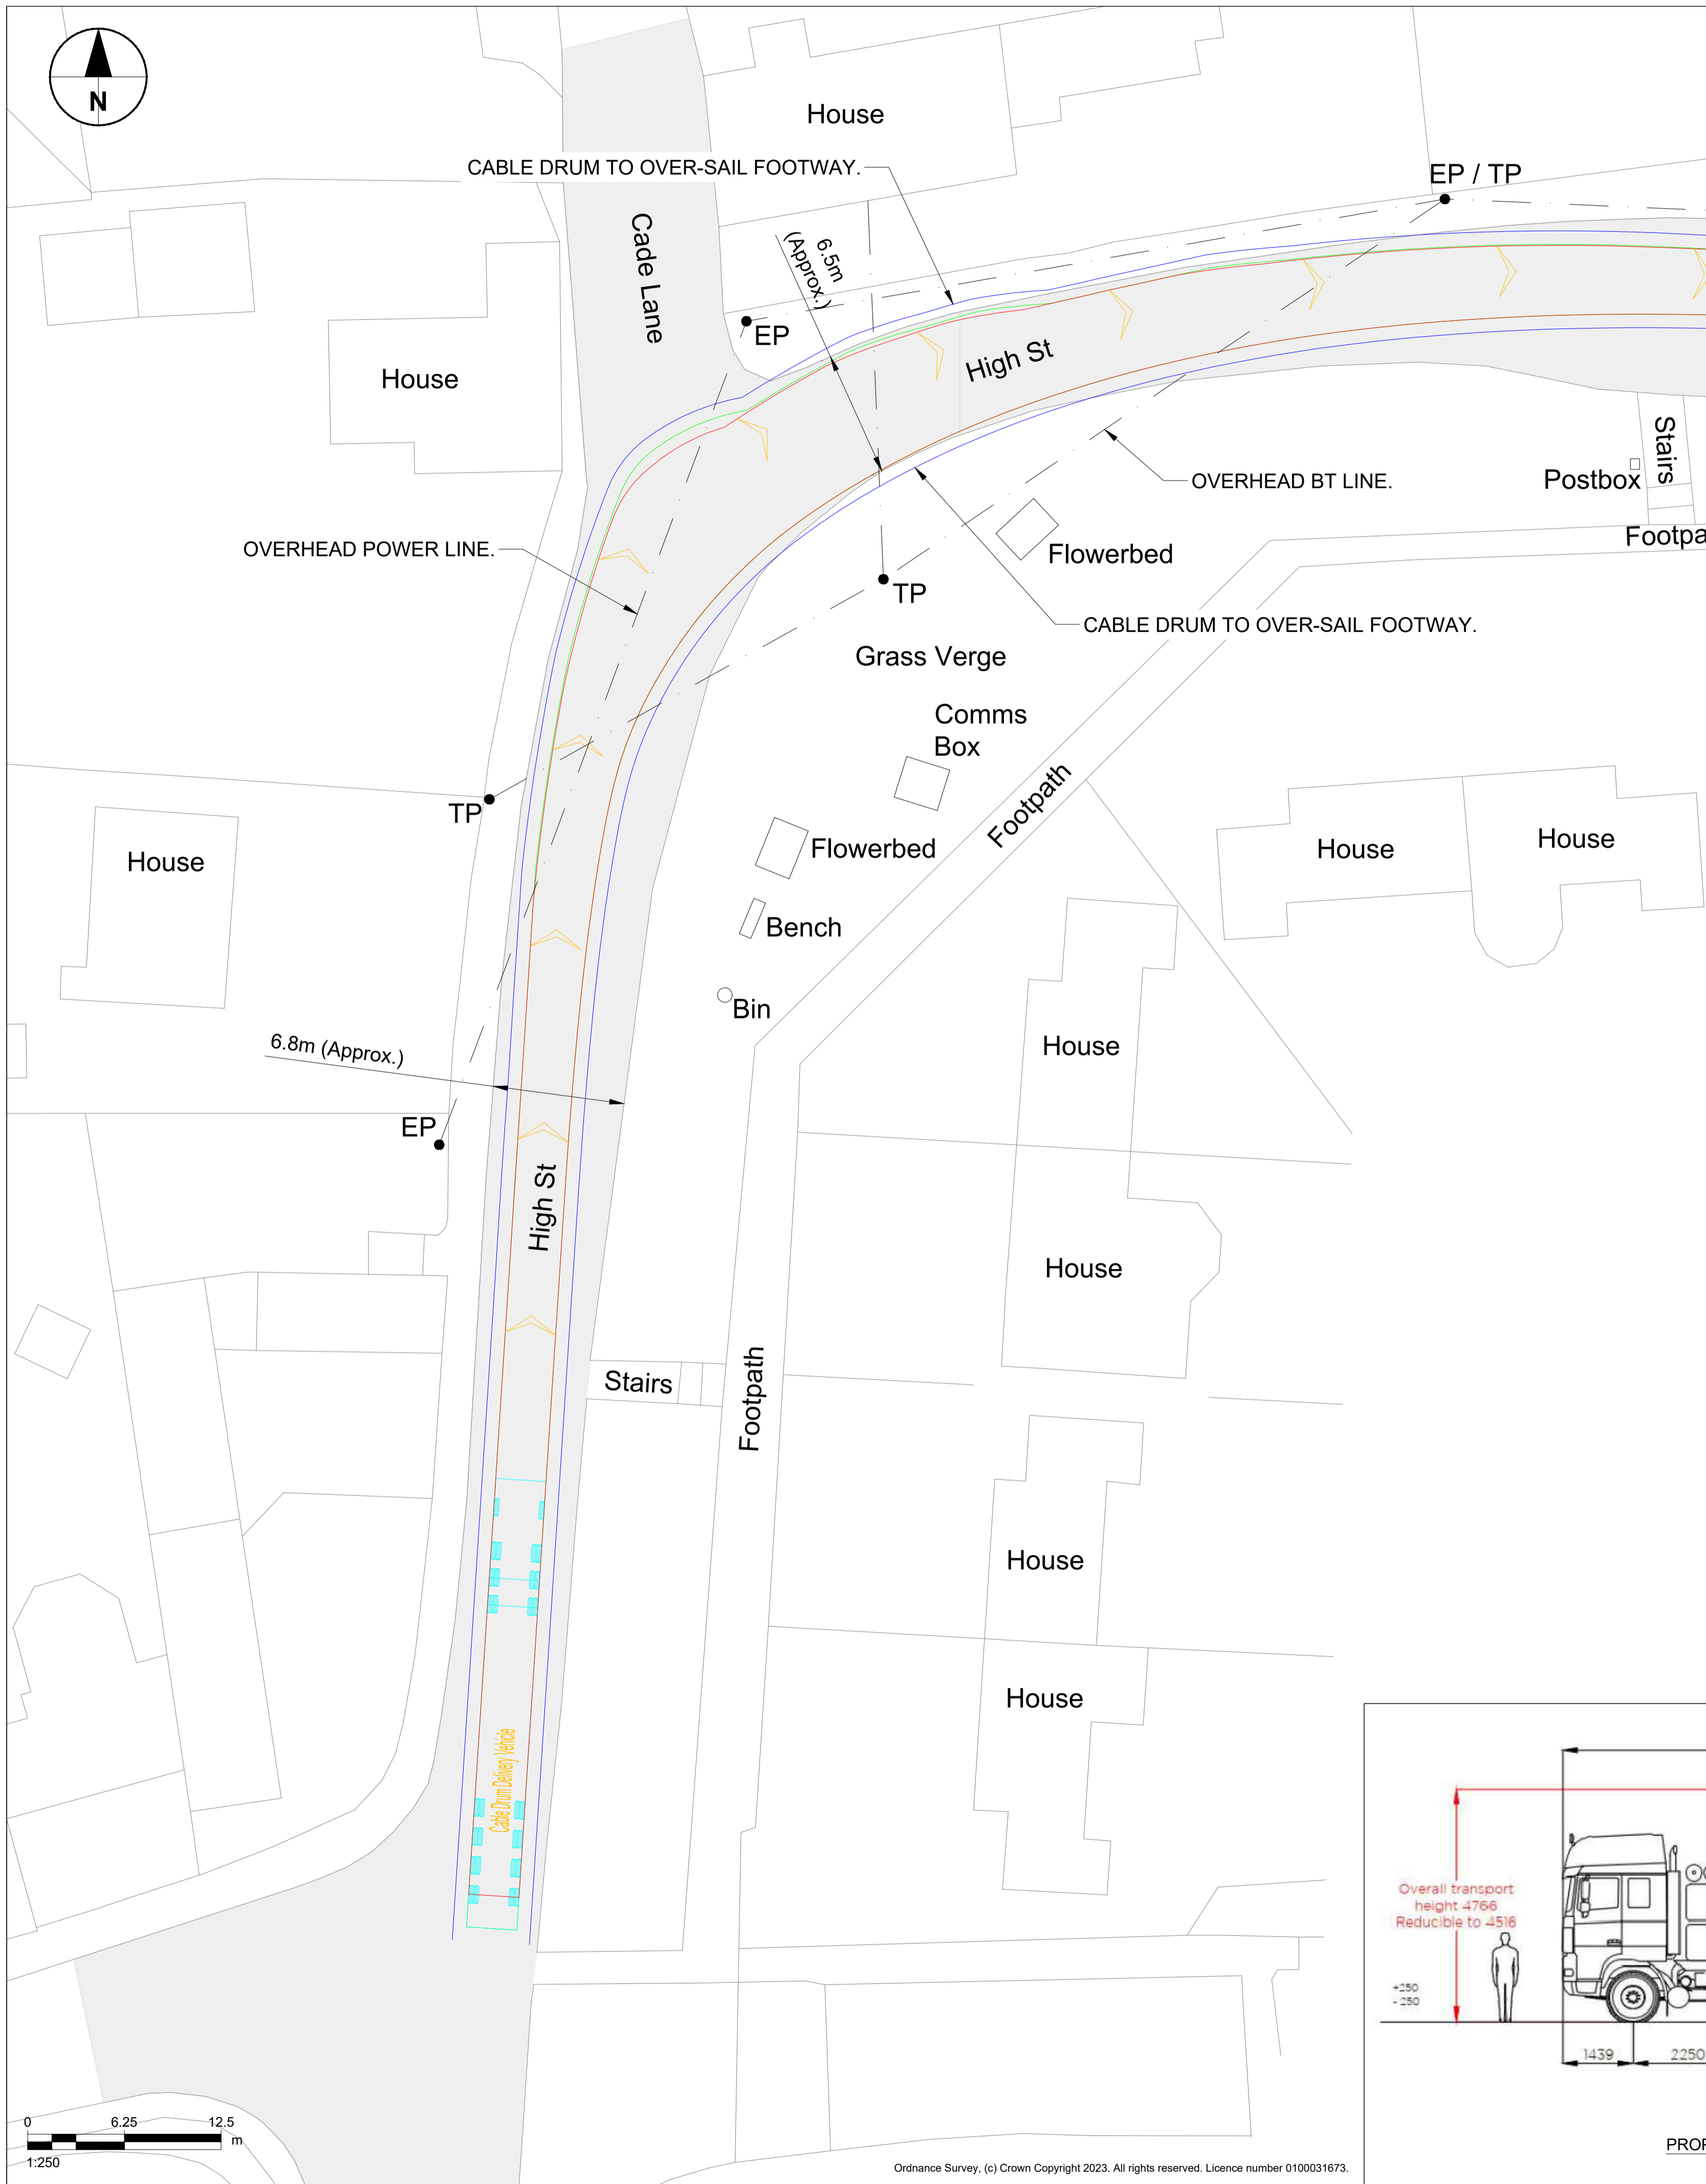 N
House
CABLE DRUM TO OVER-SAIL FOOTWAY.
EP / TP
Cade Lane
6.5m
(Approx.)
EP
High St
House
OVERHEAD BT LINE.
Stairs
Postbox
OVERHEAD POWER LINE.
Flowerbed
Footpa
TP
CABLE DRUM TO OVER-SAIL FOOTWAY.
Grass Verge
Comms
Box
TP
Footpath
House
Flowerbed
House
House
Bench
Bin
6.8m (Approx.)
House
EP
High St
House
Stairs
Footpath
House
House
Cable Drum Delivery Vehicle
Overall transport
height 4766
Reducible to 4516
+250
- 250
1439
2250
0
6.25
12.5
m
1:250
PROP
Ordnance Survey, (c) Crown Copyright 2023. All rights reserved. Licence number 0100031673.